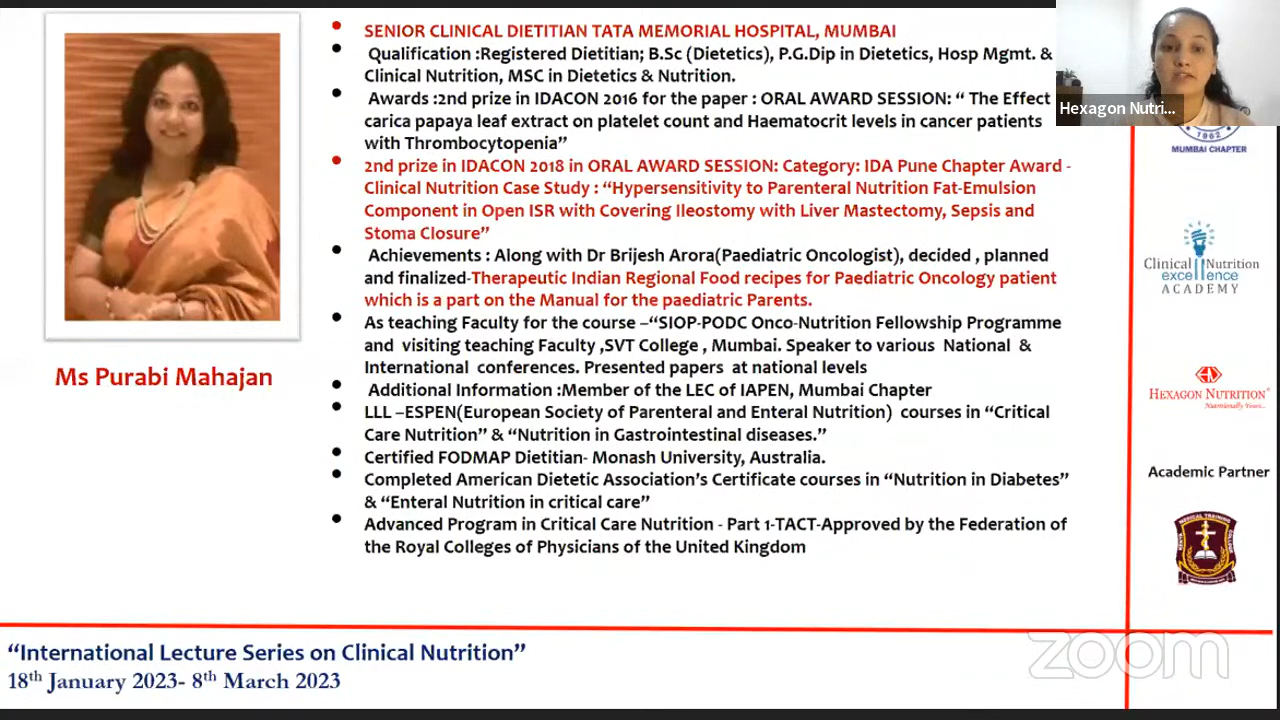 SENIOR CLINICAL DIETITIAN TATA MEMORIAL HOSPITAL, MUMBAI
Qualification :Registered Dietitian; B.Sc (Dietetics), P.G.Dip in Dietetics, Hosp Mgmt. &
Clinical Nutrition, MSC in Dietetics & Nutrition.
Awards :2nd prize in IDACON 2016 for the paper : ORAL AWARD SESSION: “ The Effect
carica papaya leaf extract on platelet count and Haematocrit levels in cancer patients
with Thrombocytopenia”
2nd prize in IDACON 2018 in ORAL AWARD SESSION: Category: IDA Pune Chapter Award -
Clinical Nutrition Case Study : “Hypersensitivity to Parenteral Nutrition Fat-Emulsion
Component in Open ISR with Covering Ileostomy with Liver Mastectomy, Sepsis and
Stoma Closure”
Achievements : Along with Dr Brijesh Arora(Paediatric Oncologist), decided , planned
and finalized-Therapeutic Indian Regional Food recipes for Paediatric Oncology patient
which is a part on the Manual for the paediatric Parents.
As teaching Faculty for the course –“SIOP-PODC Onco-Nutrition Fellowship Programme
and visiting teaching Faculty ,SVT College , Mumbai. Speaker to various National &
International conferences. Presented papers at national levels
Additional Information :Member of the LEC of IAPEN, Mumbai Chapter
LLL –ESPEN(European Society of Parenteral and Enteral Nutrition) courses in “Critical
Care Nutrition” & “Nutrition in Gastrointestinal diseases.”
Certified FODMAP Dietitian- Monash University, Australia.
Completed American Dietetic Association’s Certificate courses in “Nutrition in Diabetes”
& “Enteral Nutrition in critical care”
Advanced Program in Critical Care Nutrition - Part 1-TACT-Approved by the Federation of
the Royal Colleges of Physicians of the United Kingdom
Ms Purabi Mahajan
Hexagon Nutri...
1962
MUMBAI CHAPTER
Clinical Nutrition
excellence
ACADEMY
HEXAGON NUTRITION
Nutritionally Yours...
Academic Partner
MEDICAL TRAINING
“International Lecture Series on Clinical Nutrition”
18th January 2023- 8th March 2023
zoom